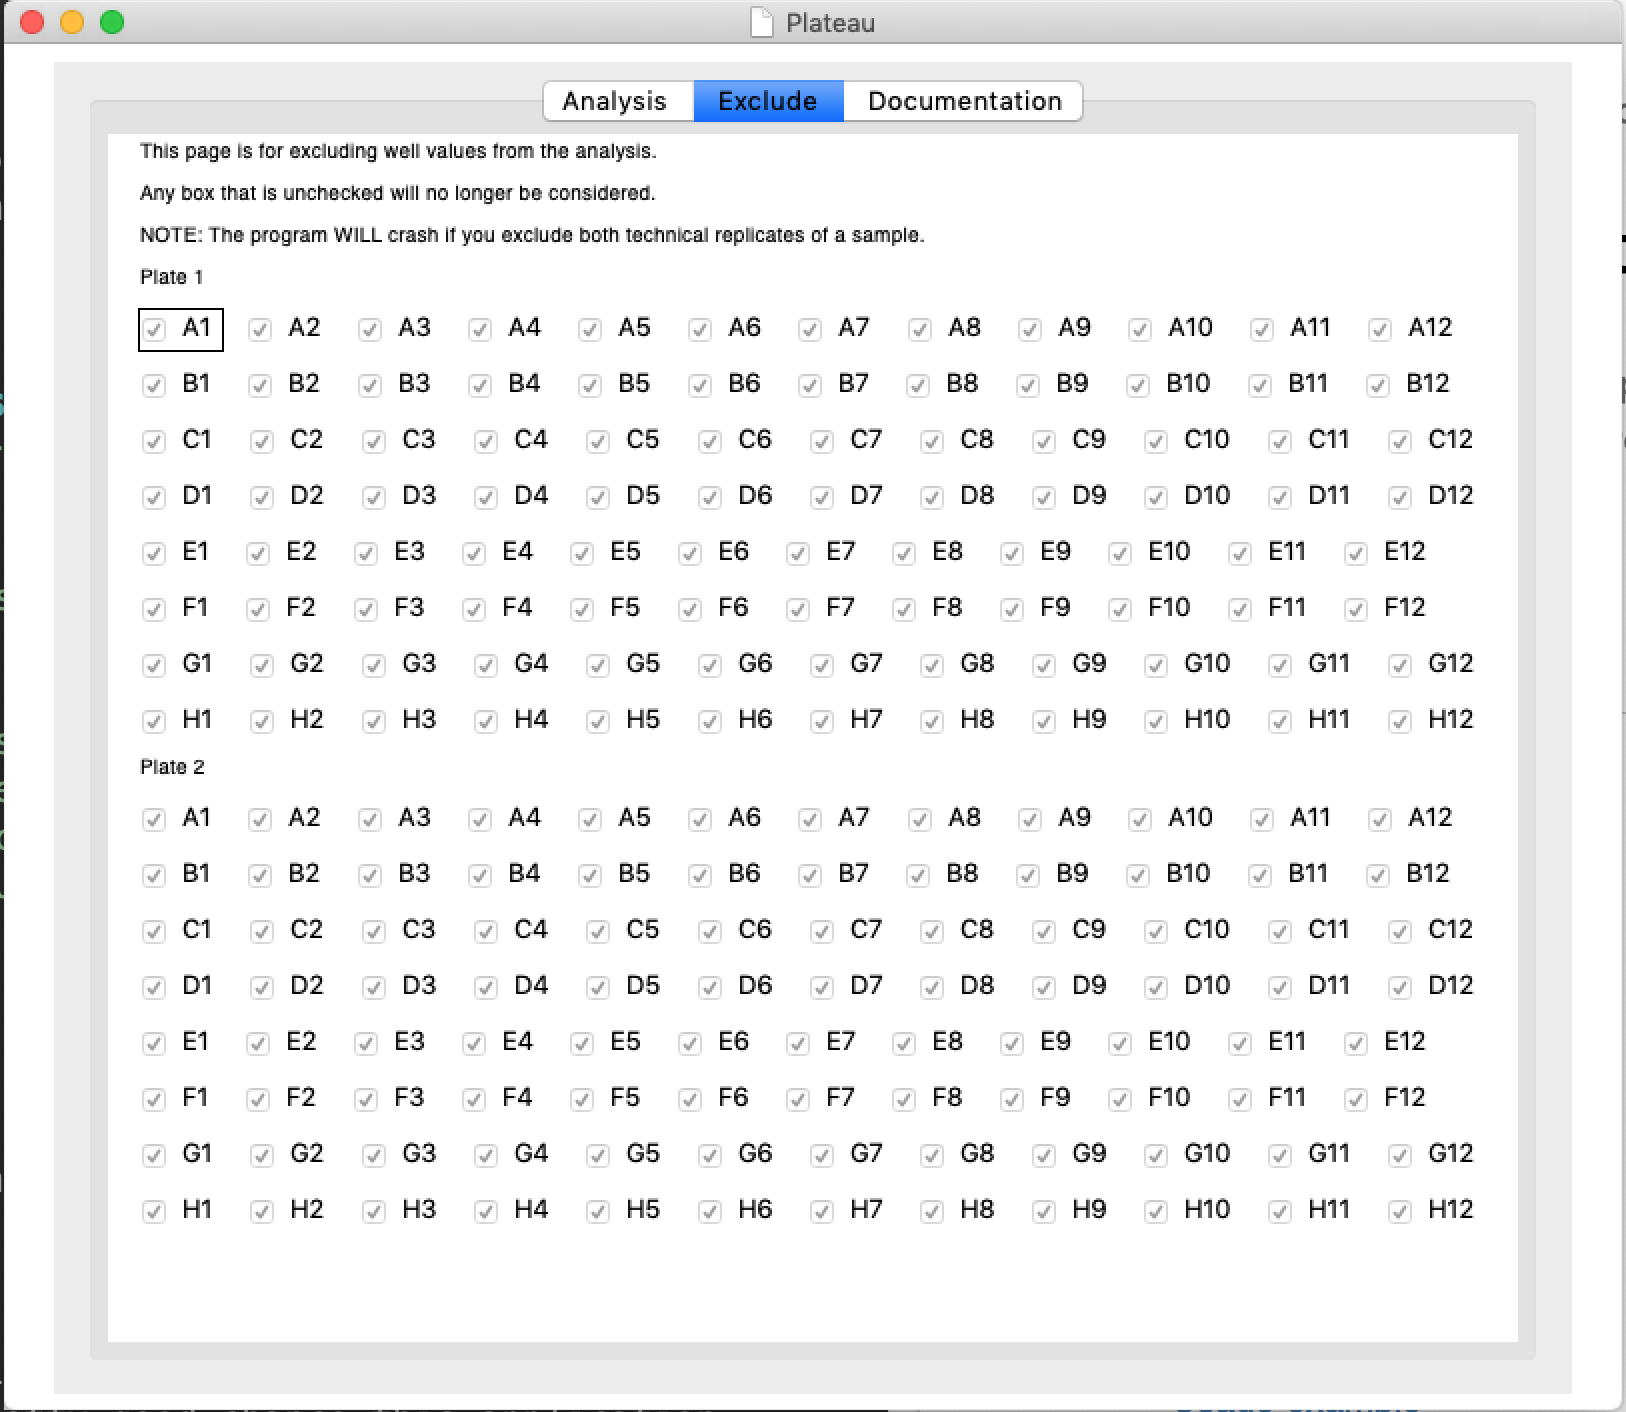 Plateau
Analysis Exclude Documentation
This page is for excluding well values from the analysis.
Any box that is unchecked will no longer be considered.
NOTE: The program WILL crash if you exclude both technical replicates of a sample.
Plate 1
A1 A2 A3 A4 A5 A6 A7 A8 A9 A10 A11 A12
B1 B2 B3 B4 B5 B6 B7 B8 B9 B10 B11 B12
C1 C2 C3 C4 C5 C6 C7 C8 C9 C10 C11 C12
D1 D2 D3 D4 D5 D6 D7 D8 D9 D10 D11 D12
E1 E2 E3 E4 E5 E6 E7 E8 E9 E10 E11 E12
F1 F2 F3 F4 F5 F6 F7 F8 F9 F10 F11 F12
G1 G2 G3 G4 G5 G6 G7 G8 G9 G10 G11 G12
H1 H2 H3 H4 H5 H6 H7 H8 H9 H10 H11 H12
Plate 2
A1 A2 A3 A4 A5 A6 A7 A8 A9 A10 A11 A12
B1 B2 B3 B4 B5 B6 B7 B8 B9 B10 B11 B12
C1 C2 C3 C4 C5 C6 C7 C8 C9 C10 C11 C12
D1 D2 D3 D4 D5 D6 D7 D8 D9 D10 D11 D12
E1 E2 E3 E4 E5 E6 E7 E8 E9 E10 E11 E12
F1 F2 F3 F4 F5 F6 F7 F8 F9 F10 F11 F12
G1 G2 G3 G4 G5 G6 G7 G8 G9 G10 G11 G12
H1 H2 H3 H4 H5 H6 H7 H8 H9 H10 H11 H12